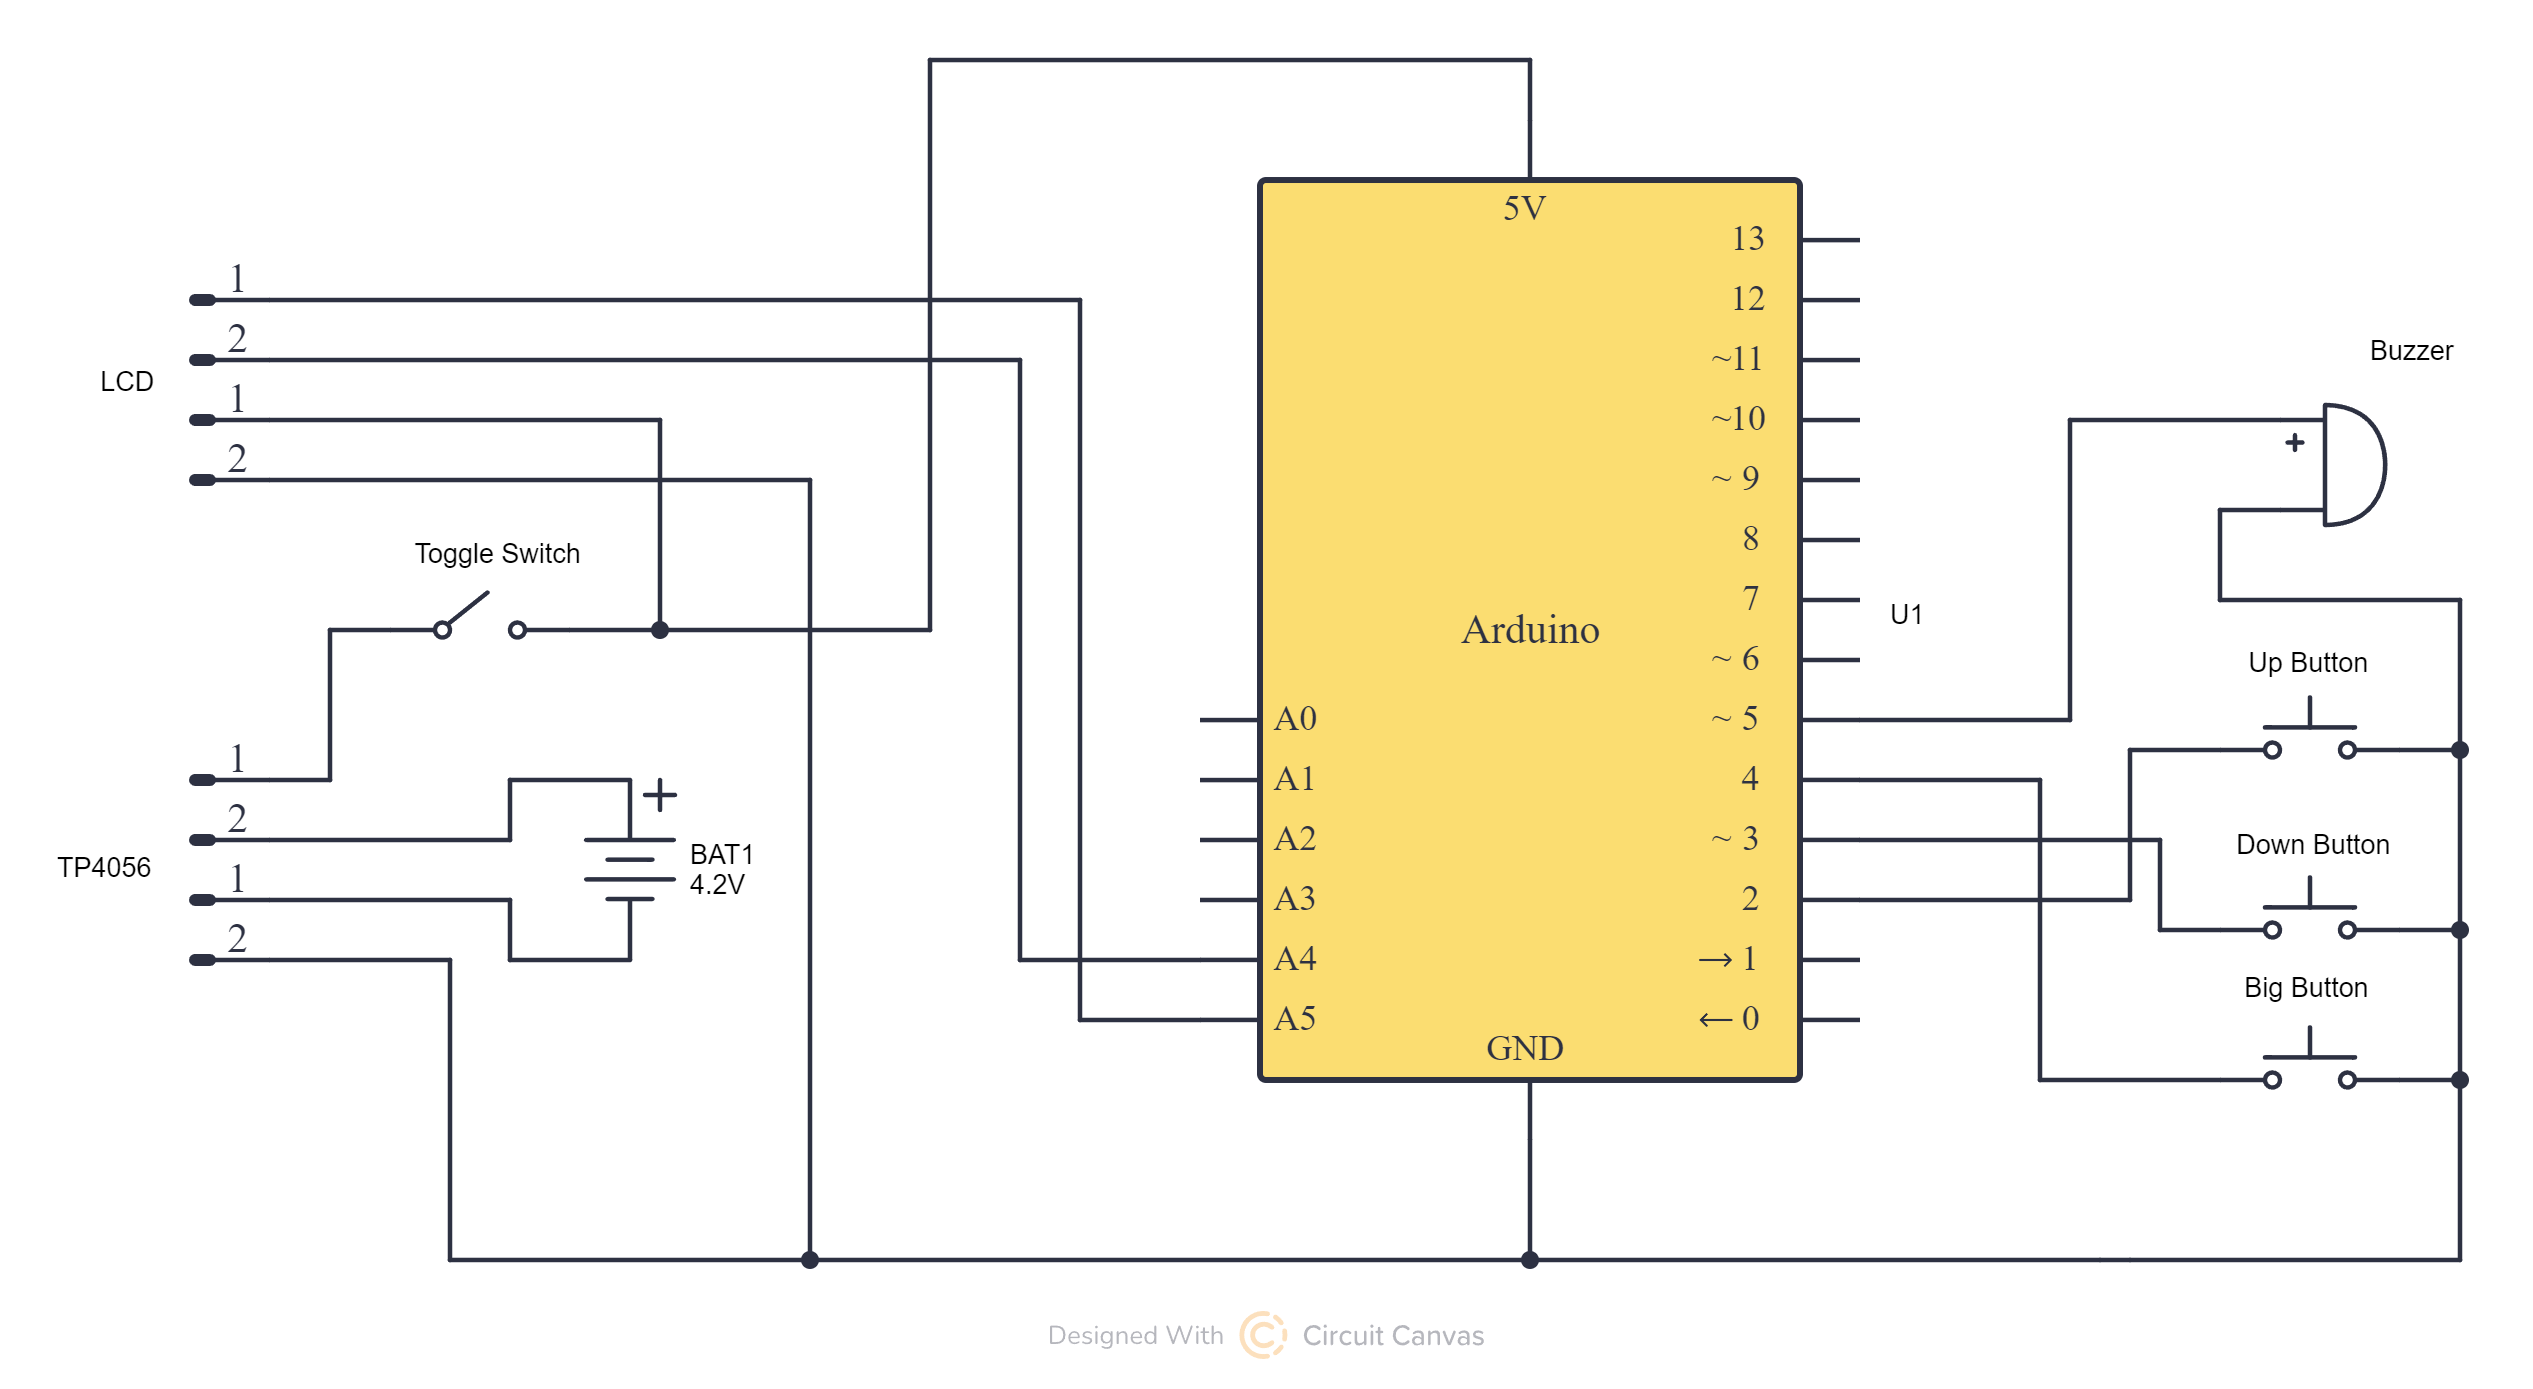 LCD
1
2
1
2
Toggle Switch
TP4056
1
2
1
2
+
BAT1
4.2V
5V
Arduino
A0
A1
A2
A3
A4
A5
GND
13
12
~11
~10
~ 9
8
7
~ 6
~ 5
4
~ 3
2
→ 1
← 0
U1
Buzzer
+
Up Button
Down Button
Big Button
Designed With Circuit Canvas